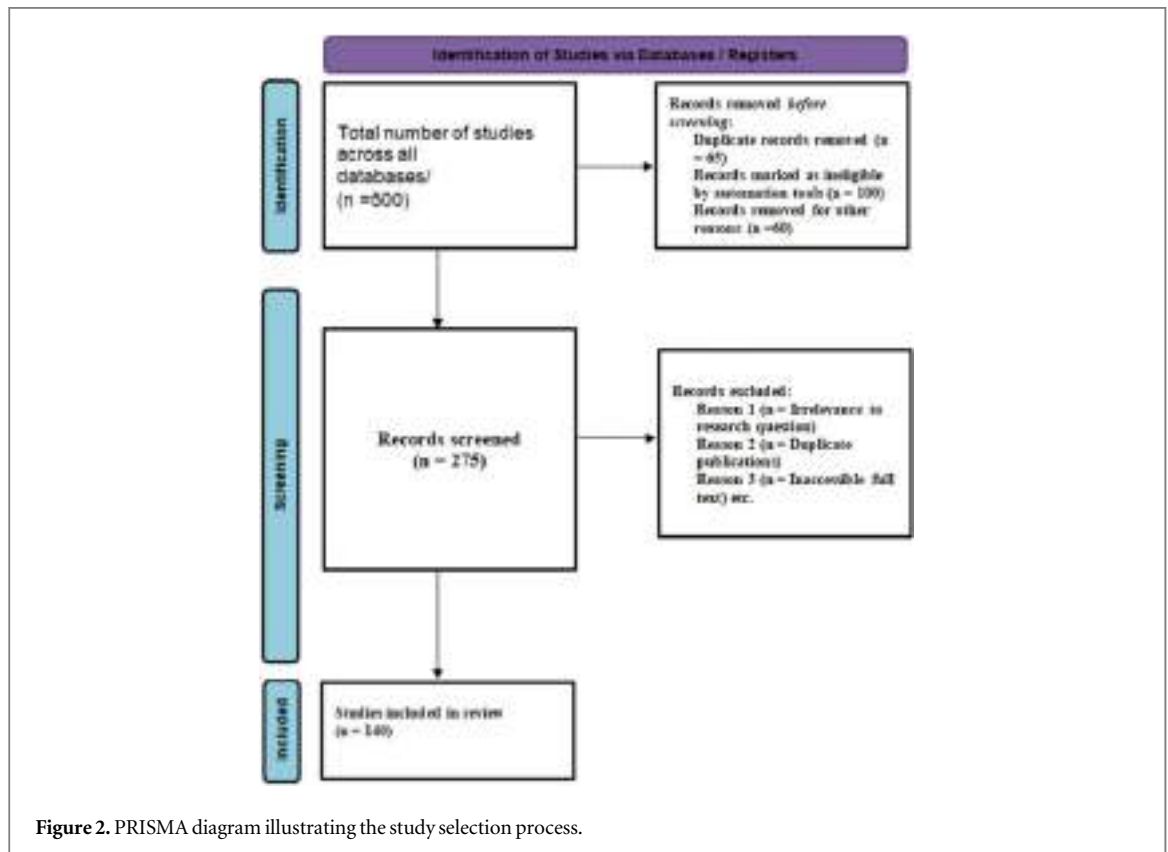 Identification of Studies via Databases / Registers
Identification
Total number of studies
across all
databases/
(n =500)
Records removed before
screening:
Duplicate records removed (n
= 65)
Records marked as ineligible
by automation tools (n = 100)
Records removed for other
reasons (n =60)
Screening
Records screened
(n = 275)
Records excluded:
Reason 1 (n = Irrelevance to
research question)
Reason 2 (n = Duplicate
publications)
Reason 3 (n = Inaccessible full
text) etc.
Included
Studies included in review
(n =
Figure 2. PRISMA diagram illustrating the study selection process.